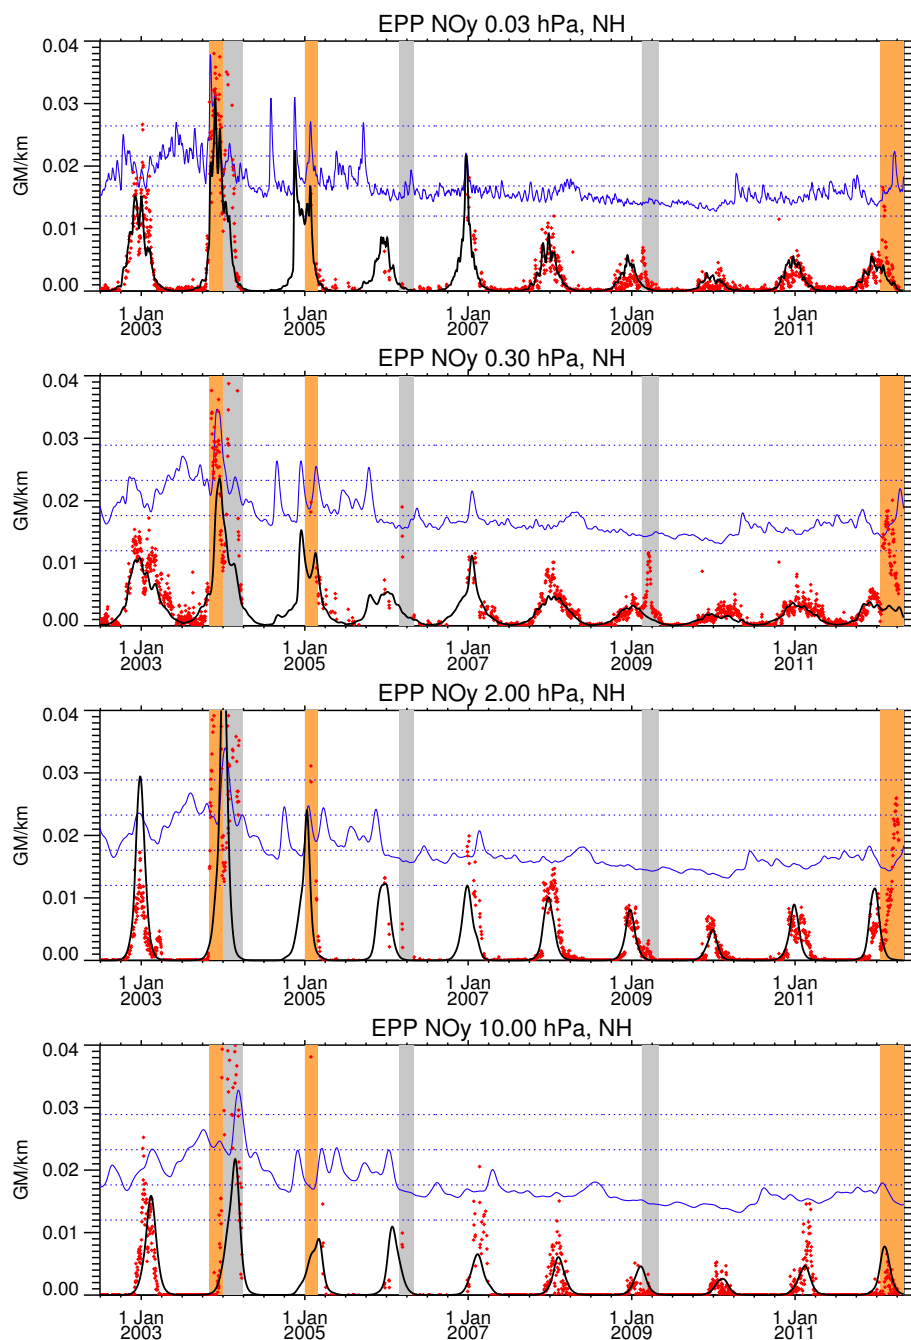 EPP NOy 0.03 hPa, NH
0.04
0.03
0.02
0.01
0.00
GM/km
1 Jan 2003
1 Jan 2005
1 Jan 2007
1 Jan 2009
1 Jan 2011
EPP NOy 0.30 hPa, NH
0.04
0.03
0.02
0.01
0.00
GM/km
1 Jan 2003
1 Jan 2005
1 Jan 2007
1 Jan 2009
1 Jan 2011
EPP NOy 2.00 hPa, NH
0.04
0.03
0.02
0.01
0.00
GM/km
1 Jan 2003
1 Jan 2005
1 Jan 2007
1 Jan 2009
1 Jan 2011
EPP NOy 10.00 hPa, NH
0.04
0.03
0.02
0.01
0.00
GM/km
1 Jan 2003
1 Jan 2005
1 Jan 2007
1 Jan 2009
1 Jan 2011